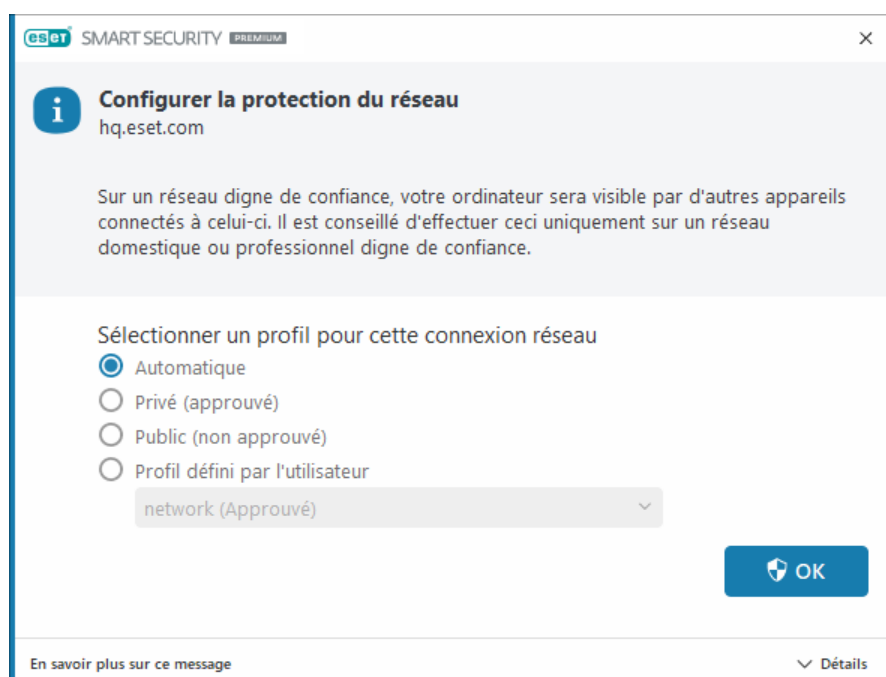 eset SMART SECURITY PREMIUM
Configurer la protection du réseau
hq.eset.com
Sur un réseau digne de confiance, votre ordinateur sera visible par d'autres appareils
connectés à celui-ci. Il est conseillé d'effectuer ceci uniquement sur un réseau
domestique ou professionnel digne de confiance.
Sélectionner un profil pour cette connexion réseau
Automatique
Privé (approuvé)
Public (non approuvé)
Profil défini par l'utilisateur
network (Approuvé)
OK
En savoir plus sur ce message
Détails